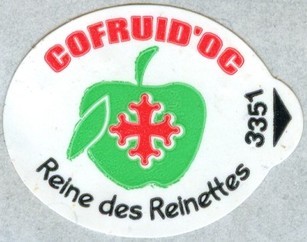 COFRUID'OC
3351
Reine des Reinettes